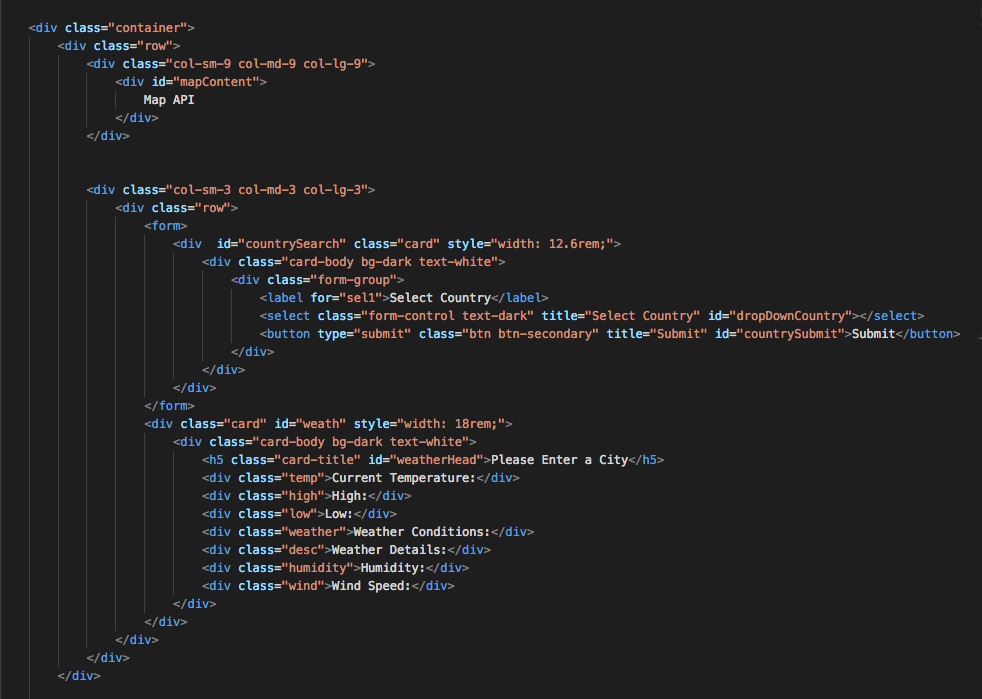 <div class="container">
<div class="row">
<div class="col-sm-9 col-md-9 col-lg-9">
<div id="mapContent">
Map API
</div>
</div>
<div class="col-sm-3 col-md-3 col-lg-3">
<div class="row">
<form>
<div  id="countrySearch" class="card" style="width: 12.6rem;">
<div class="card-body bg-dark text-white">
<div class="form-group">
<label for="sel1">Select Country</label>
<select class="form-control text-dark" title="Select Country" id="dropDownCountry"></select>
<button type="submit" class="btn btn-secondary" title="Submit" id="countrySubmit">Submit</button>
</div>
</div>
</div>
</form>
<div class="card" id="weath" style="width: 18rem;">
<div class="card-body bg-dark text-white">
<h5 class="card-title" id="weatherHead">Please Enter a City</h5>
<div class="temp">Current Temperature:</div>
<div class="high">High:</div>
<div class="low">Low:</div>
<div class="weather">Weather Conditions:</div>
<div class="desc">Weather Details:</div>
<div class="humidity">Humidity:</div>
<div class="wind">Wind Speed:</div>
</div>
</div>
</div>
</div>
</div>